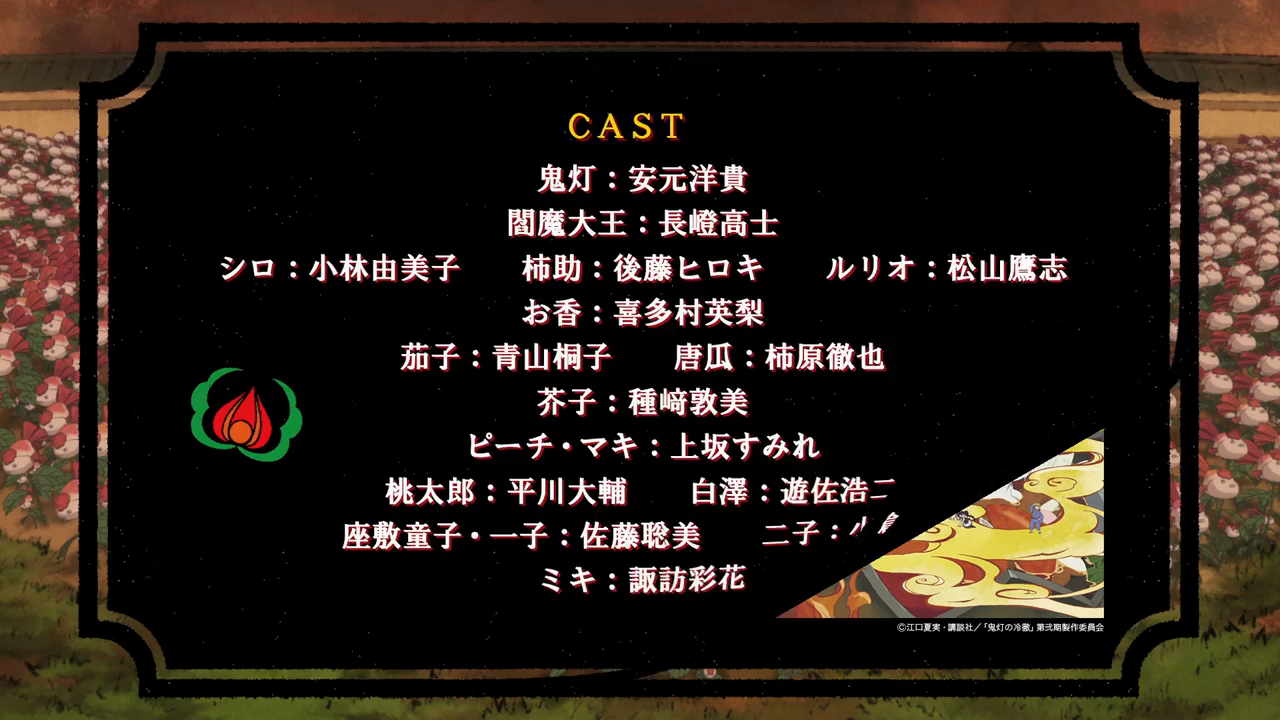 CAST
鬼灯：安元洋貴
閻魔大王：長嶝高士
シロ：小林由美子　柿助：後藤ヒロキ　ルリオ：松山鷹志
お香：喜多村英梨
茄子：青山桐子　唐瓜：柿原徹也
芥子：種﨑敦美
ピーチ・マキ：上坂すみれ
桃太郎：平川大輔　白澤：遊佐浩二
座敷童子・一子：佐藤聡美　二子：
ミキ：諏訪彩花
©江口夏実・講談社／「鬼灯の冷徹」第弐期製作委員会